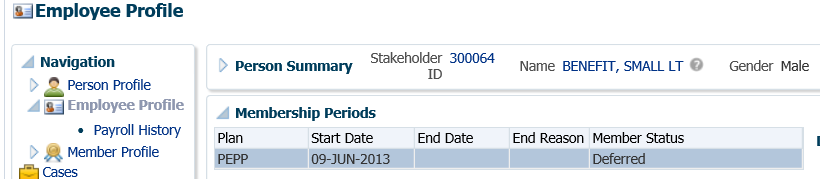 Employee Profile
Navigation
Person Profile
Employee Profile
Payroll History
Member Profile
Cases
Person Summary Stakeholder ID 300064 Name BENEFIT, SMALL LT Gender Male
Membership Periods
Plan Start Date End Date End Reason Member Status
PEPP 09-JUN-2013 Deferred